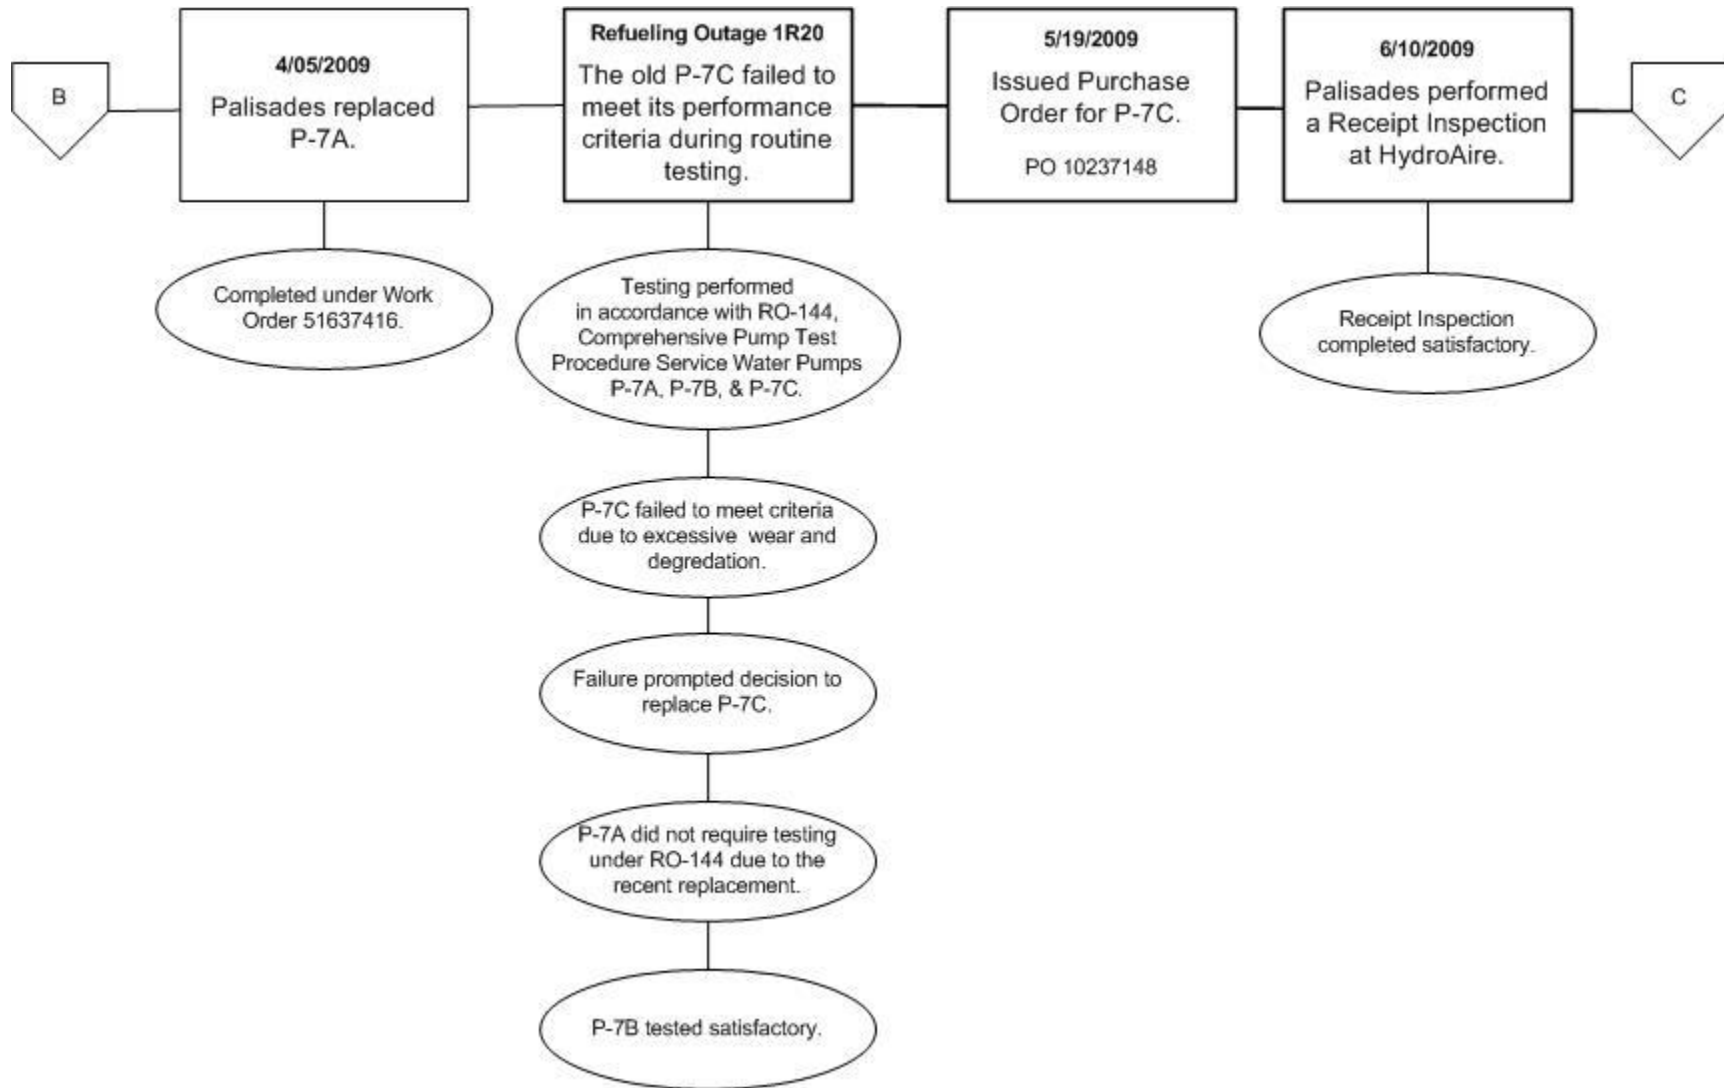 B
4/05/2009
Palisades replaced
P-7A.
Refueling Outage 1R20
The old P-7C failed to
meet its performance
criteria during routine
testing.
5/19/2009
Issued Purchase
Order for P-7C.
PO 10237148
6/10/2009
Palisades performed
a Receipt Inspection
at HydroAire.
C
Completed under Work
Order 51637416.
Testing performed
in accordance with RO-144,
Comprehensive Pump Test
Procedure Service Water Pumps
P-7A, P-7B, & P-7C.
Receipt Inspection
completed satisfactory.
P-7C failed to meet criteria
due to excessive wear and
degredation.
Failure prompted decision to
replace P-7C.
P-7A did not require testing
under RO-144 due to the
recent replacement.
P-7B tested satisfactory.